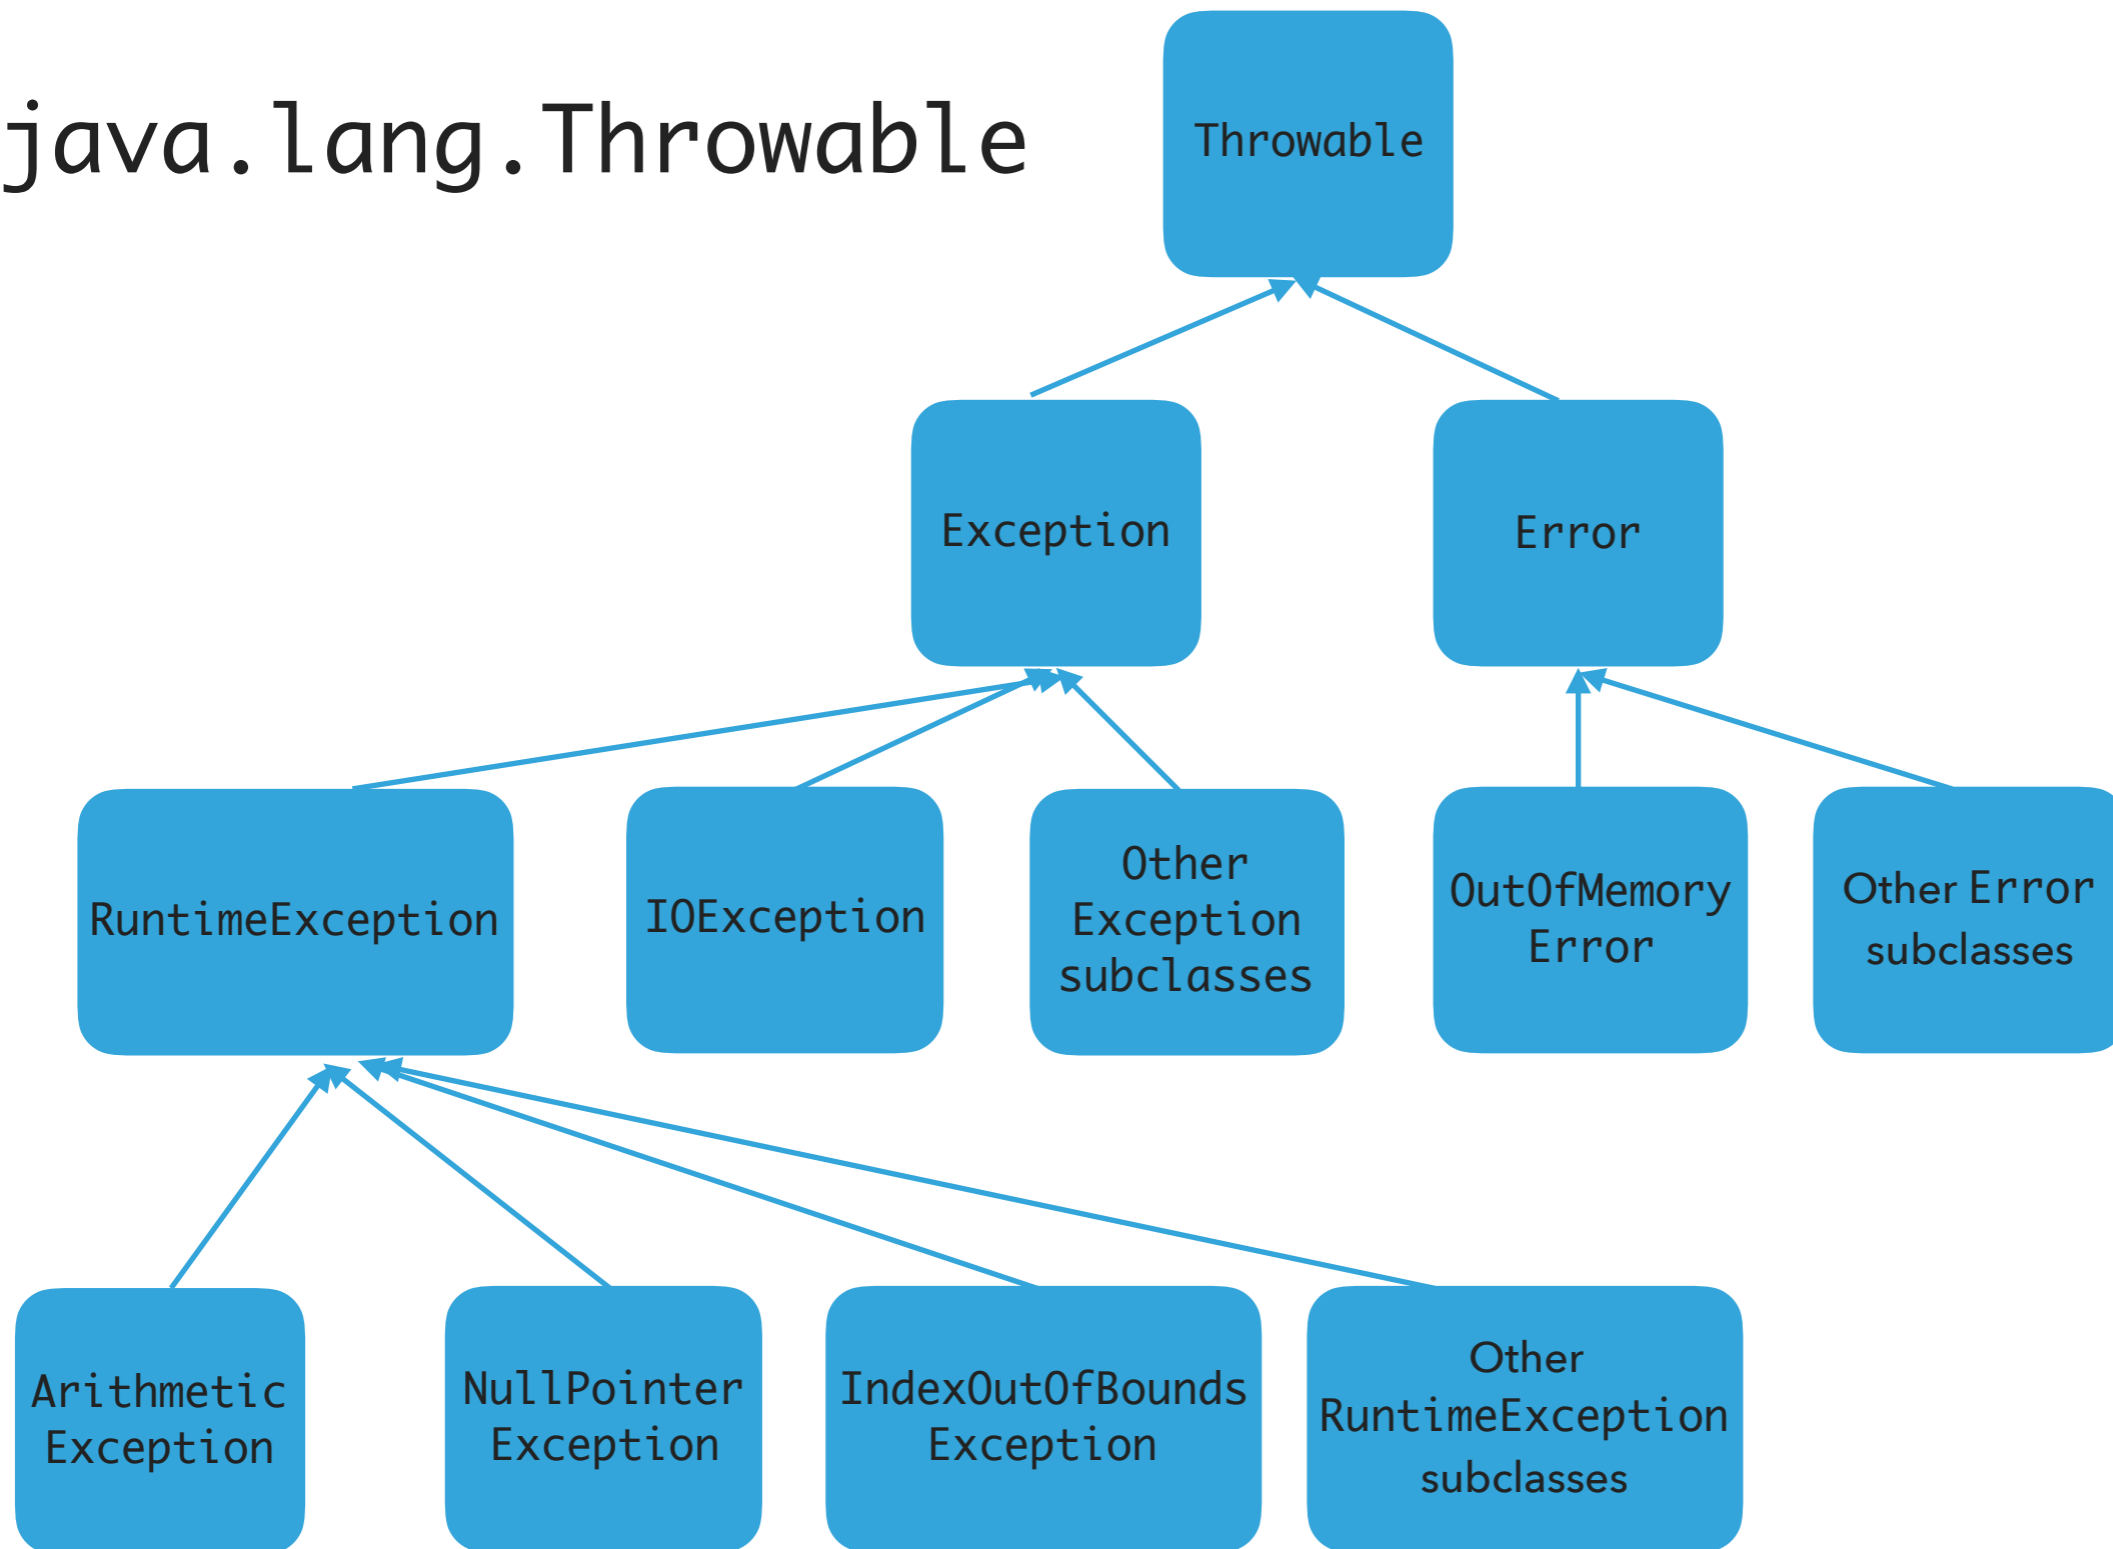 java.lang.Throwable
Throwable
Exception
Error
RuntimeException
IOException
Other
Exception
subclasses
OutOfMemory
Error
Other Error
subclasses
Arithmetic
Exception
NullPointer
Exception
IndexOutOfBounds
Exception
Other
RuntimeException
subclasses